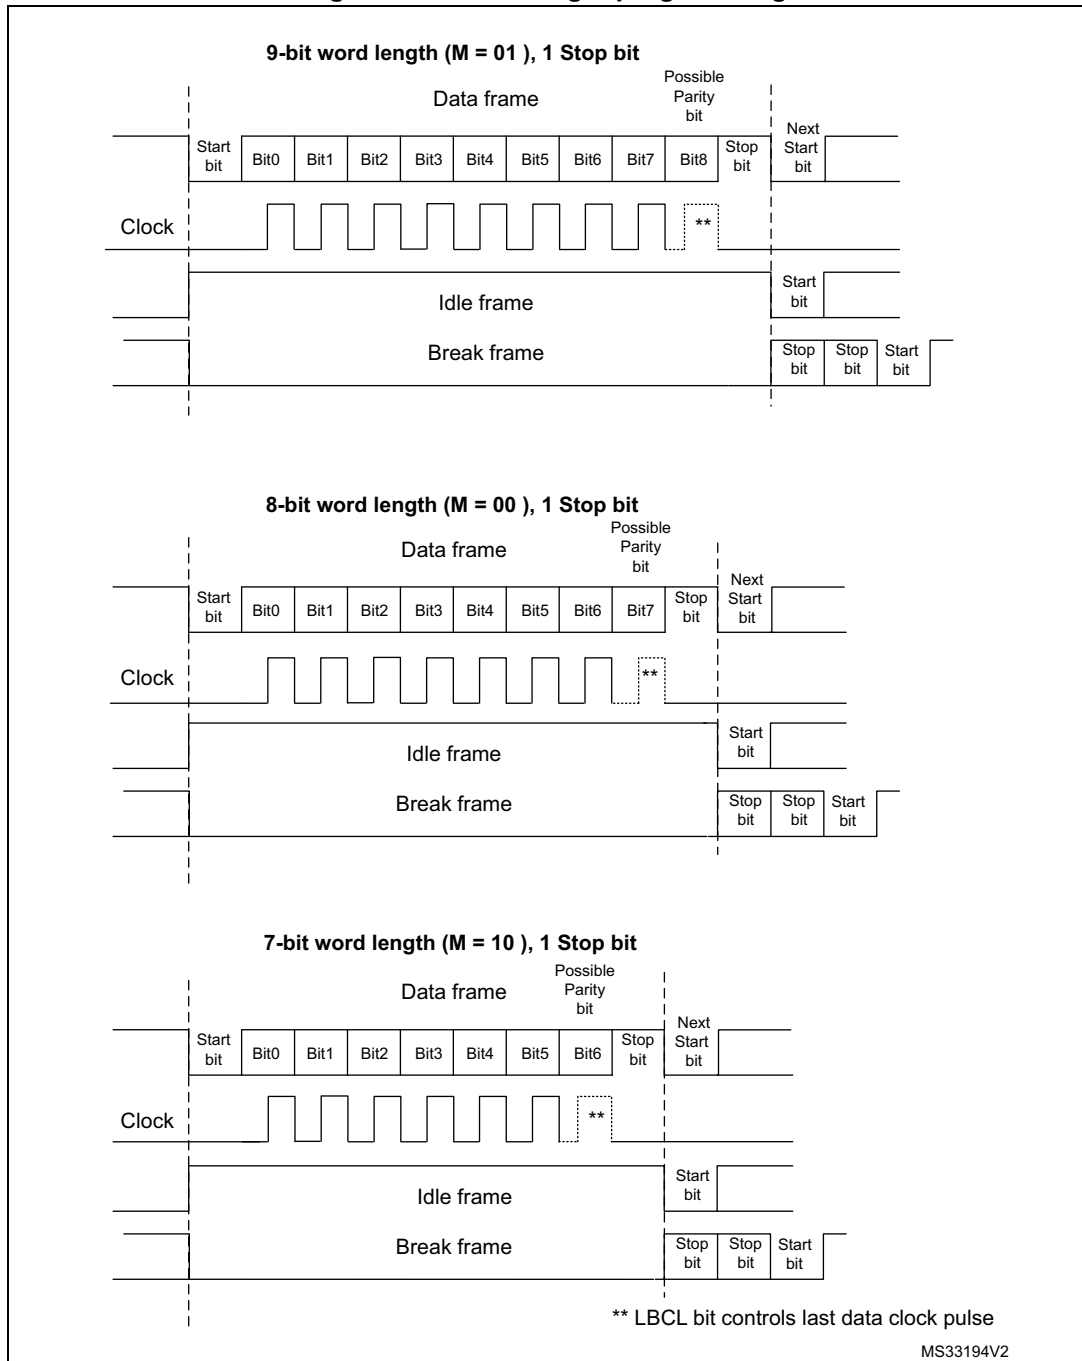 9-bit word length (M = 01 ), 1 Stop bit
Data frame
Possible
Parity
bit
Start
bit
Bit0
Bit1
Bit2
Bit3
Bit4
Bit5
Bit6
Bit7
Bit8
Stop
bit
Next
Start
bit
Clock
**
Idle frame
Start
bit
Break frame
Stop
bit
Stop
bit
Start
bit
8-bit word length (M = 00 ), 1 Stop bit
Data frame
Possible
Parity
bit
Start
bit
Bit0
Bit1
Bit2
Bit3
Bit4
Bit5
Bit6
Bit7
Stop
bit
Next
Start
bit
Clock
**
Idle frame
Start
bit
Break frame
Stop
bit
Stop
bit
Start
bit
7-bit word length (M = 10 ), 1 Stop bit
Data frame
Possible
Parity
bit
Start
bit
Bit0
Bit1
Bit2
Bit3
Bit4
Bit5
Bit6
Stop
bit
Next
Start
bit
Clock
**
Idle frame
Start
bit
Break frame
Stop
bit
Stop
bit
Start
bit
** LBCL bit controls last data clock pulse
MS33194V2